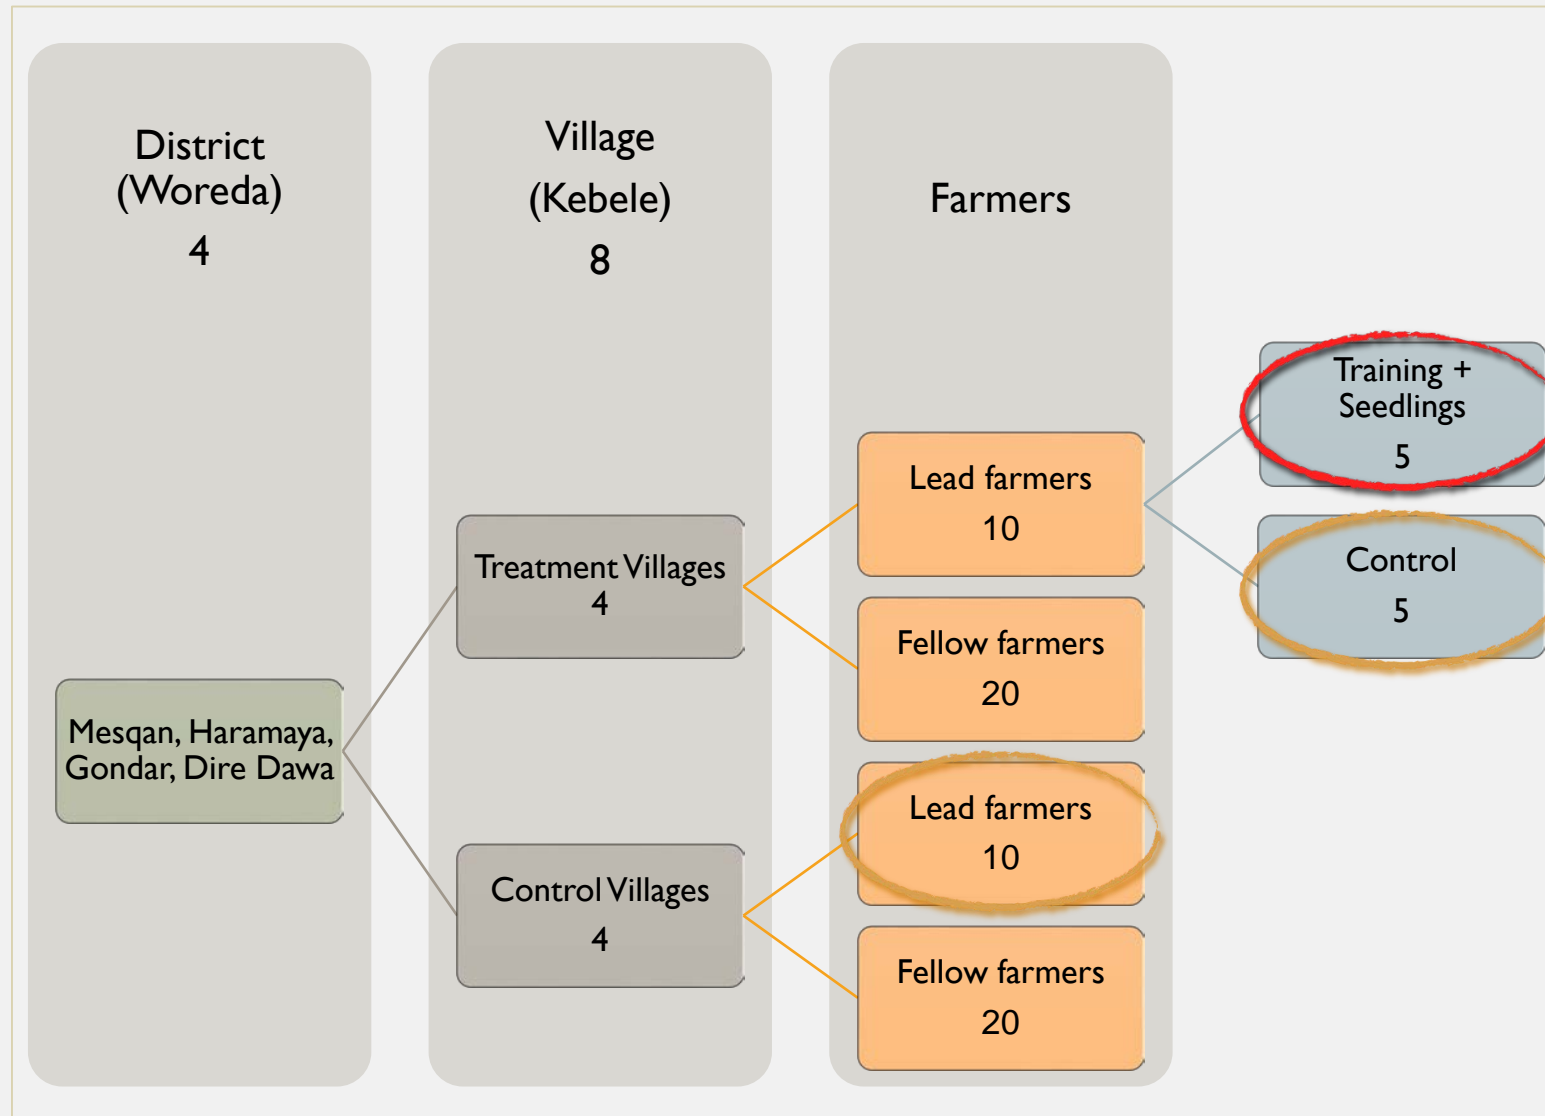 District
(Woreda)
4
Village
(Kebele)
8
Farmers
Mesqan, Haramaya,
Gondar, Dire Dawa
Treatment Villages
4
Control Villages
4
Lead farmers
10
Fellow farmers
20
Lead farmers
10
Fellow farmers
20
Training +
Seedlings
5
Control
5